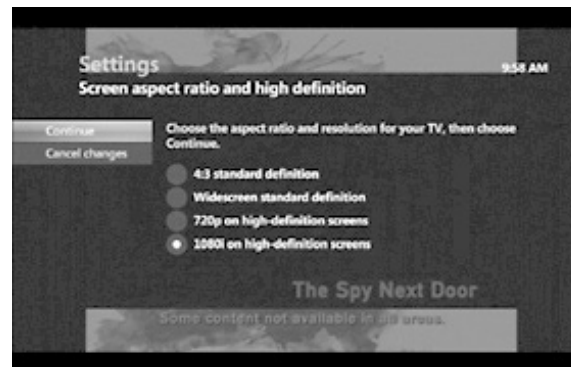 Settings
9:58 AM
Screen aspect ratio and high definition
Continue
Cancel changes
Choose the aspect ratio and resolution for your TV, then choose
Continue.
4:3 standard definition
Widescreen standard definition
720p on high-definition screens
1080i on high-definition screens
The Spy Next Door
Some content not available in all areas.